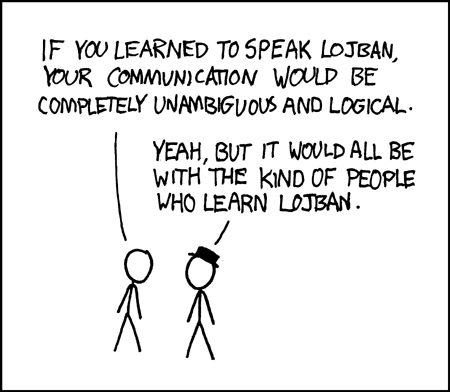 IF YOU LEARNED TO SPEAK LOJBAN,
YOUR COMMUNICATION WOULD BE
COMPLETELY UNAMBIGUOUS AND LOGICAL.
YEAH, BUT IT WOULD ALL BE
WITH THE KIND OF PEOPLE
WHO LEARN LOJBAN.